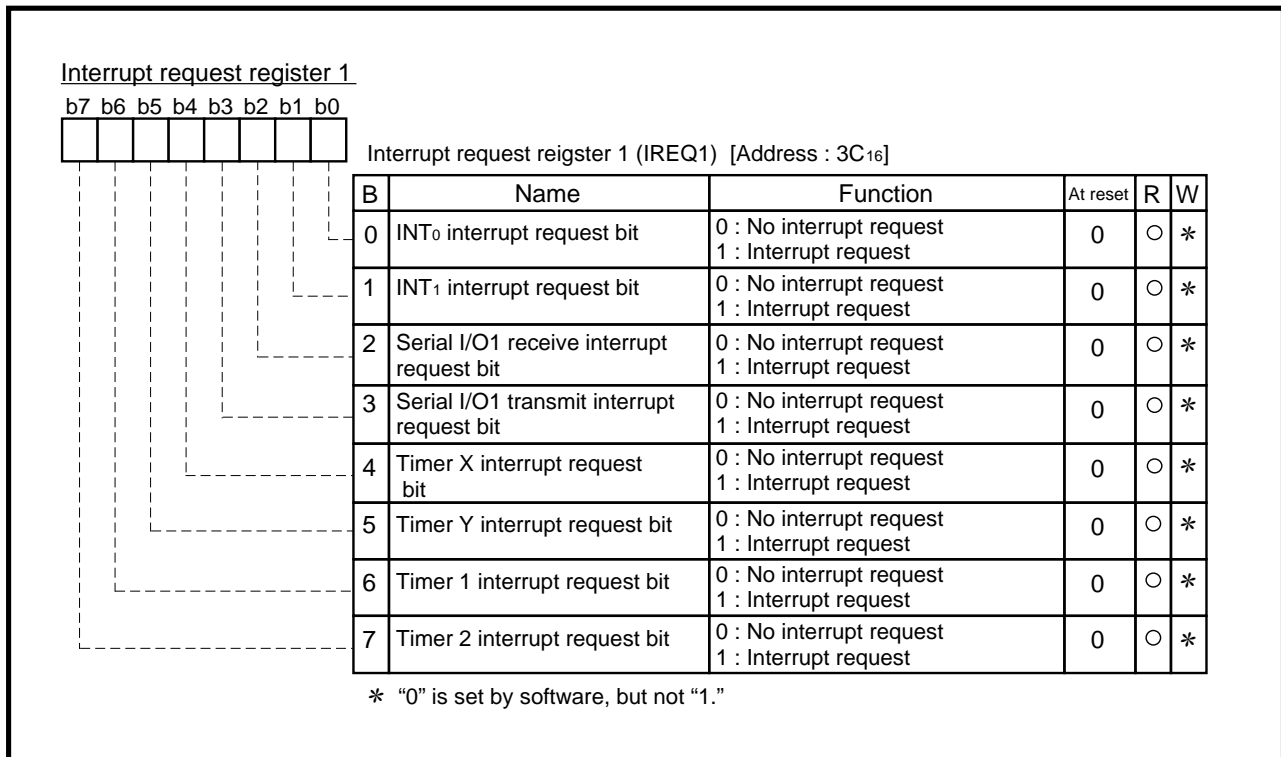 Interrupt request register 1
b7 b6 b5 b4 b3 b2 b1 b0
Interrupt request reigster 1 (IREQ1) [Address : 3C16]
B Name Function At reset R W
0 INT0 interrupt request bit 0 : No interrupt request 0 ○ *
1 : Interrupt request
1 INT1 interrupt request bit 0 : No interrupt request 0 ○ *
1 : Interrupt request
2 Serial I/O1 receive interrupt 0 : No interrupt request 0 ○ *
request bit 1 : Interrupt request
3 Serial I/O1 transmit interrupt 0 : No interrupt request 0 ○ *
request bit 1 : Interrupt request
4 Timer X interrupt request 0 : No interrupt request 0 ○ *
bit 1 : Interrupt request
5 Timer Y interrupt request bit 0 : No interrupt request 0 ○ *
1 : Interrupt request
6 Timer 1 interrupt request bit 0 : No interrupt request 0 ○ *
1 : Interrupt request
7 Timer 2 interrupt request bit 0 : No interrupt request 0 ○ *
1 : Interrupt request
* “0” is set by software, but not “1.”